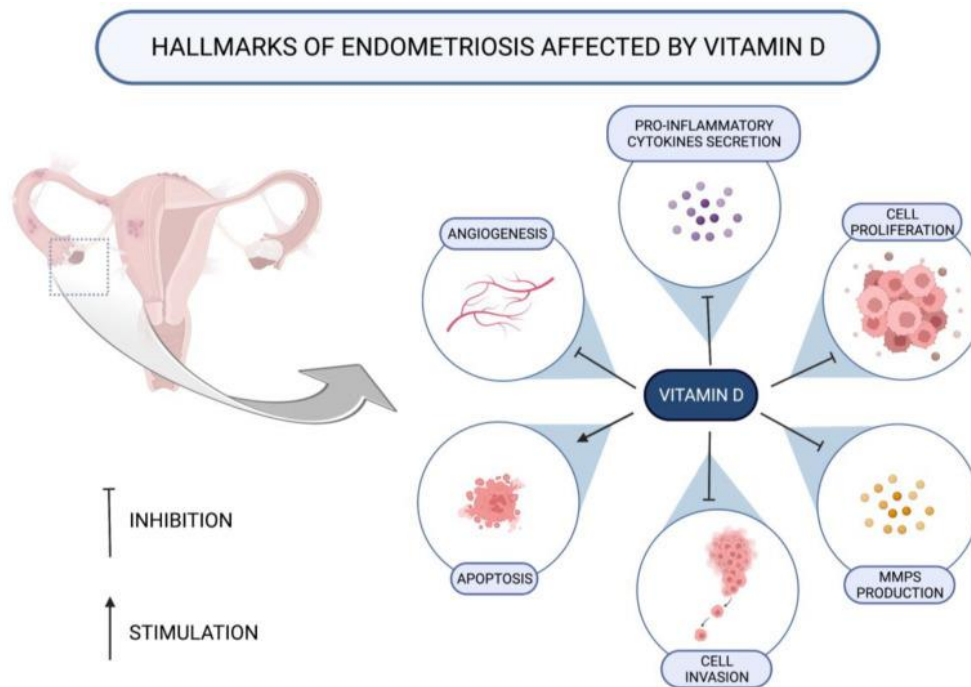 HALLMARKS OF ENDOMETRIOSIS AFFECTED BY VITAMIN D
PRO-INFLAMMATORY
CYTOKINES SECRETION
ANGIOGENESIS
CELL
PROLIFERATION
VITAMIN D
APOPTOSIS
CELL
INVASION
MMPS
PRODUCTION
INHIBITION
STIMULATION